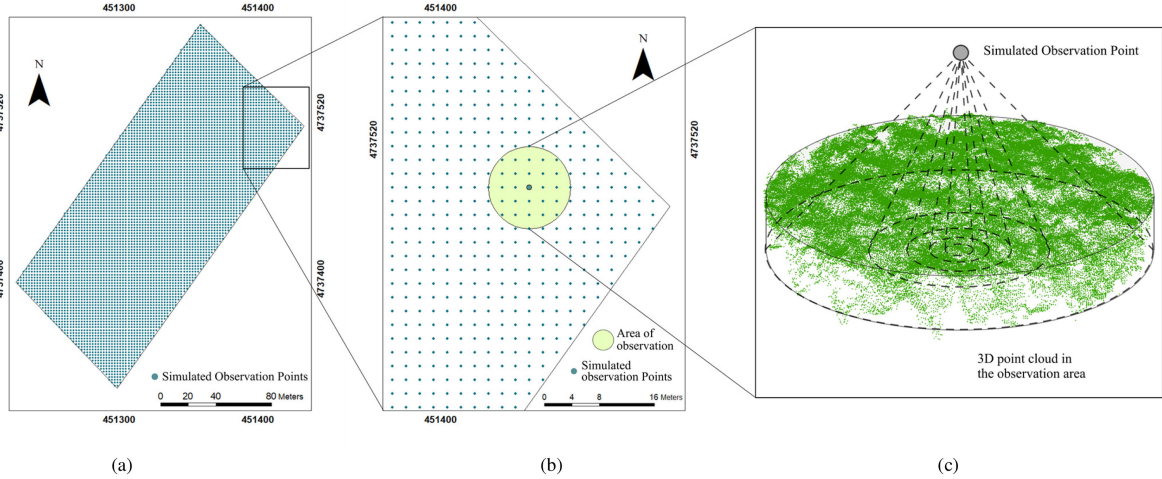 451300
451400
N
4737520
4737520
4737400
4737400
Simulated Observation Points
0 20 40 80 Meters
451300
451400
(a)
451400
N
4737520
4737520
Area of
observation
Simulated
observation Points
0 4 8 16 Meters
451400
(b)
Simulated Observation Point
3D point cloud in
the observation area
(c)